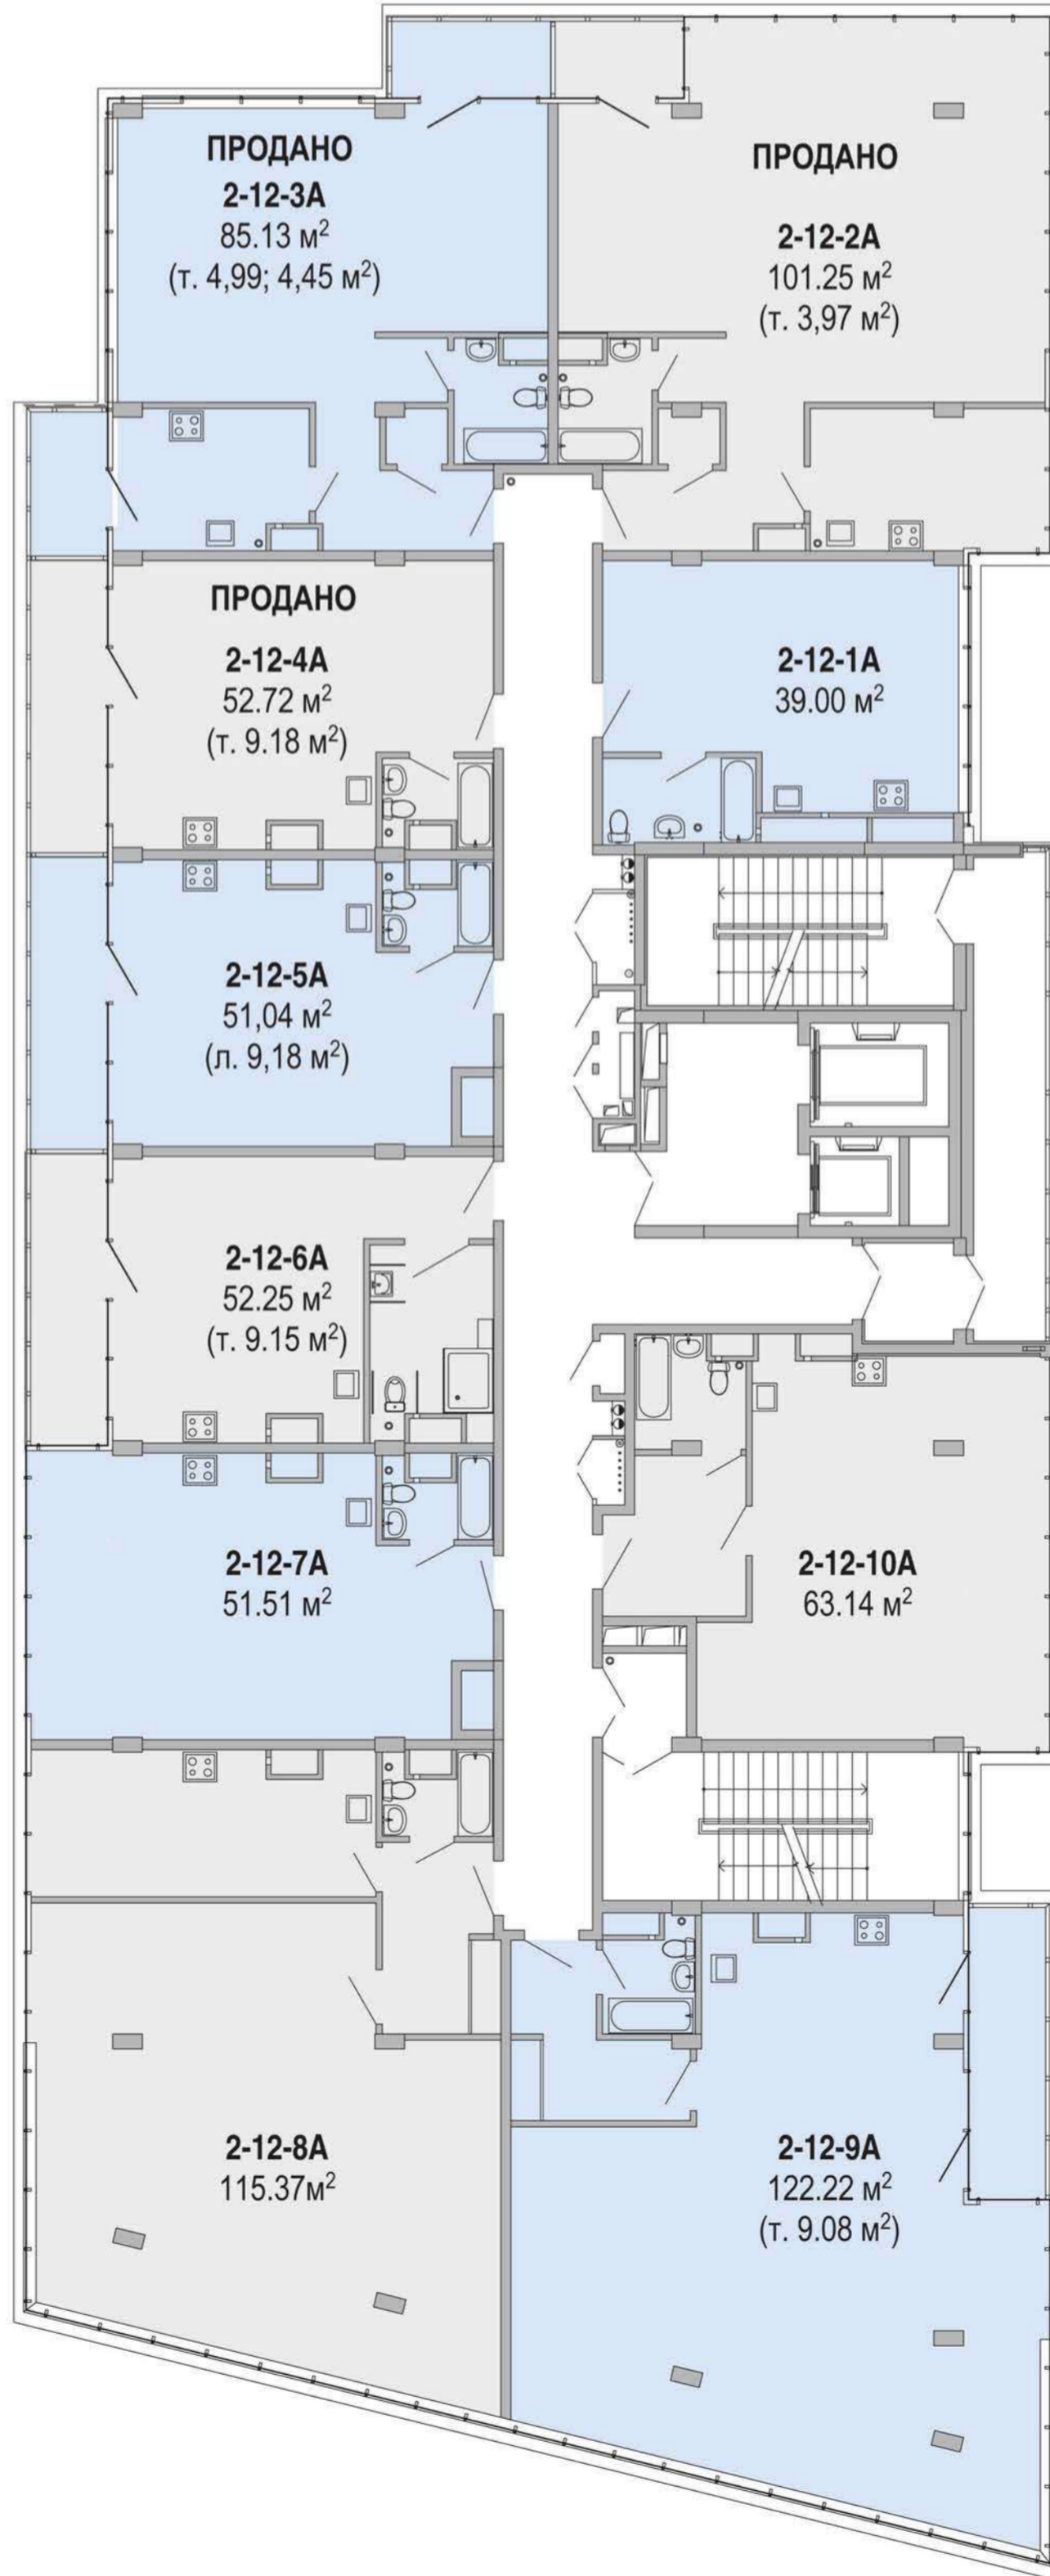 ПРОДАНО
2-12-3А
85.13 м²
(т. 4,99; 4,45 м²)
ПРОДАНО
2-12-2А
101.25 м²
(т. 3,97 м²)
ПРОДАНО
2-12-4А
52.72 м²
(т. 9.18 м²)
2-12-1А
39.00 м²
2-12-5А
51,04 м²
(л. 9,18 м²)
2-12-6А
52.25 м²
(т. 9.15 м²)
2-12-7А
51.51 м²
2-12-10А
63.14 м²
2-12-8А
115.37м²
2-12-9А
122.22 м²
(т. 9.08 м²)